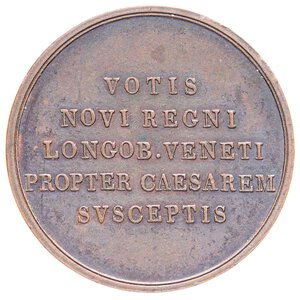 VOTIS
NOVI REGNI
LONGOB. VENETI
PROPTER CAESAREM
SVSCEPTIS